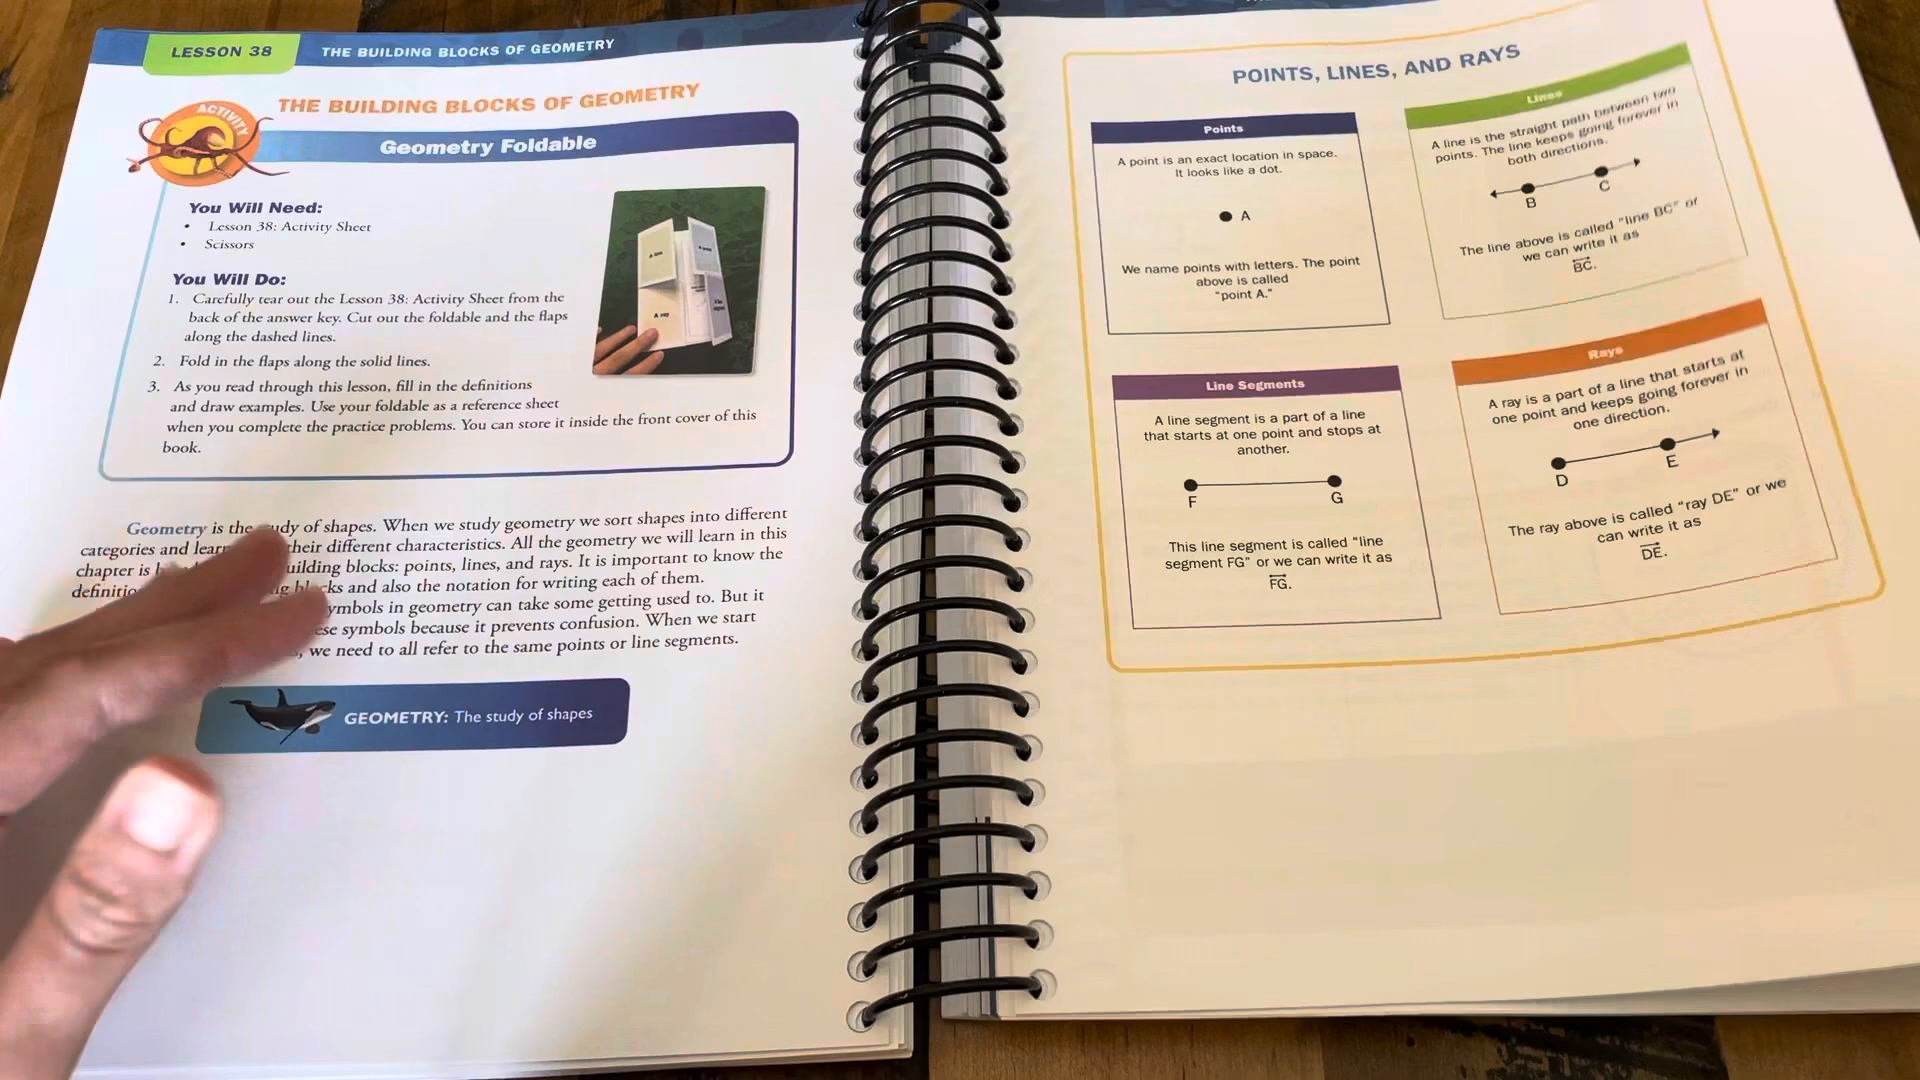 LESSON 38
THE BUILDING BLOCKS OF GEOMETRY
ACTIVITY
THE BUILDING BLOCKS OF GEOMETRY
Geometry Foldable
You Will Need:
• Lesson 38: Activity Sheet
• Scissors
You Will Do:
1. Carefully tear out the Lesson 38: Activity Sheet from the
back of the answer key. Cut out the foldable and the flaps
along the dashed lines.
2. Fold in the flaps along the solid lines.
3. As you read through this lesson, fill in the definitions
and draw examples. Use your foldable as a reference sheet
when you complete the practice problems. You can store it inside the front cover of this
book.
A line
A point
A ray
Geometry is the study of shapes. When we study geometry we sort shapes into different
categories and their different characteristics. All the geometry we will learn in this
chapter is building blocks: points, lines, and rays. It is important to know the
blocks and also the notation for writing each of them.
symbols in geometry can take some getting used to. But it
symbols because it prevents confusion. When we start
we need to all refer to the same points or line segments.
GEOMETRY: The study of shapes
POINTS, LINES, AND RAYS
Points
A point is an exact location in space.
It looks like a dot.
A
We name points with letters. The point
above is called
"point A."
Lines
A line is the straight path between two
points. The line keeps going forever in
both directions.
B C
The line above is called "line BC" or
we can write it as
BC.
Line Segments
A line segment is a part of a line
that starts at one point and stops at
another.
F G
This line segment is called "line
segment FG" or we can write it as
FG.
Rays
A ray is a part of a line that starts at
one point and keeps going forever in
one direction.
D E
The ray above is called "ray DE" or we
can write it as
DE.